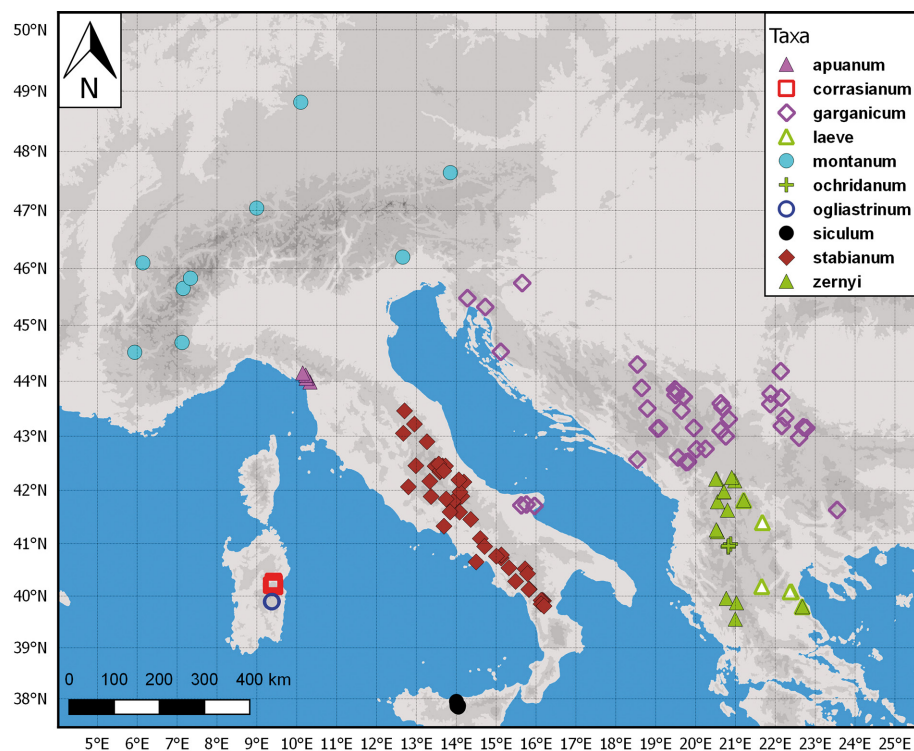 50°N
49°N
48°N
47°N
46°N
45°N
44°N
43°N
42°N
41°N
40°N
39°N
38°N
N
Taxa
apuanum
corrasianum
garganicum
laeve
montanum
ochridanum
ogliastrinum
siculum
stabianum
zernyi
0 100 200 300 400 km
5°E 6°E 7°E 8°E 9°E 10°E 11°E 12°E 13°E 14°E 15°E 16°E 17°E 18°E 19°E 20°E 21°E 22°E 23°E 24°E 25°E